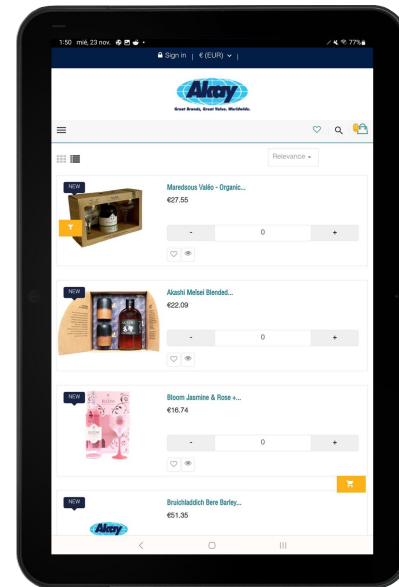 1:50 mié, 23 nov.
77%
Sign in | € (EUR) |
Akay
Great Brands, Great Value. Worldwide.
Relevance
NEW
Maredsous Valéo - Organic...
€27.55
- 0 +
NEW
Akashi Meïsei Blended...
€22.09
- 0 +
NEW
Bloom Jasmine & Rose +...
€16.74
- 0 +
NEW
Bruichladdich Bere Barley...
€51.35
Akay